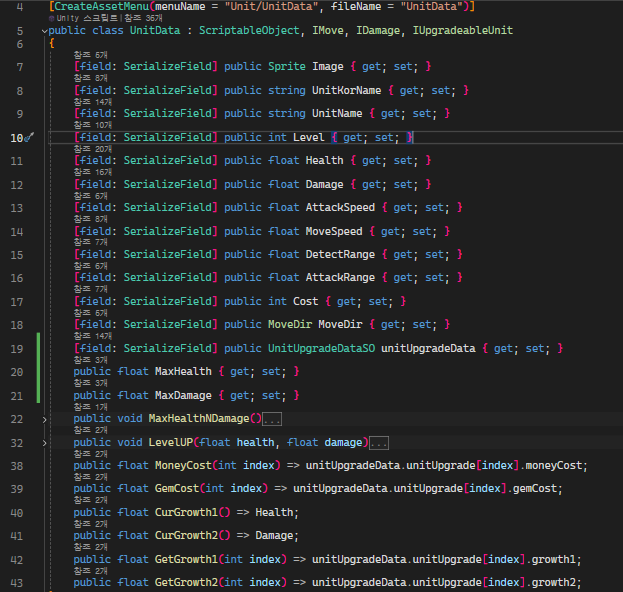 4 [CreateAssetMenu(menuName = "Unit/UnitData", fileName = "UnitData")]
Unity 스크립트|참조 36개
5 public class UnitData : ScriptableObject, IMove, IDamage, IUpgradeableUnit
6 {
참조 6개
7 [field: SerializeField] public Sprite Image { get; set; }
참조 8개
8 [field: SerializeField] public string UnitKorName { get; set; }
참조 14개
9 [field: SerializeField] public string UnitName { get; set; }
참조 10개
10 [field: SerializeField] public int Level { get; set; }
참조 20개
11 [field: SerializeField] public float Health { get; set; }
참조 16개
12 [field: SerializeField] public float Damage { get; set; }
참조 6개
13 [field: SerializeField] public float AttackSpeed { get; set; }
참조 8개
14 [field: SerializeField] public float MoveSpeed { get; set; }
참조 7개
15 [field: SerializeField] public float DetectRange { get; set; }
참조 6개
16 [field: SerializeField] public float AttackRange { get; set; }
참조 7개
17 [field: SerializeField] public int Cost { get; set; }
참조 6개
18 [field: SerializeField] public MoveDir MoveDir { get; set; }
참조 14개
19 [field: SerializeField] public UnitUpgradeDataSO unitUpgradeData { get; set; }
참조 3개
20 public float MaxHealth { get; set; }
참조 3개
21 public float MaxDamage { get; set; }
참조 1개
22 public void MaxHealthNDamage()...
참조 2개
32 public void LevelUP(float health, float damage)...
참조 2개
38 public float MoneyCost(int index) => unitUpgradeData.unitUpgrade[index].moneyCost;
참조 2개
39 public float GemCost(int index) => unitUpgradeData.unitUpgrade[index].gemCost;
참조 2개
40 public float CurGrowth1() => Health;
참조 2개
41 public float CurGrowth2() => Damage;
참조 2개
42 public float GetGrowth1(int index) => unitUpgradeData.unitUpgrade[index].growth1;
참조 2개
43 public float GetGrowth2(int index) => unitUpgradeData.unitUpgrade[index].growth2;